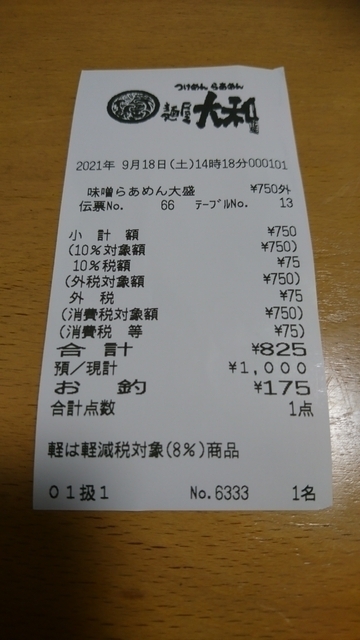 つけめん らあめん
麺屋 大和
2021年 9月18日(土)14時18分000101
味噌らあめん大盛 ¥750外
伝票No. 66 テーブルNo. 13
小 計 額 ¥750
(10%対象額 ¥750)
10%税額 ¥75
(外税対象額 ¥750)
外 税 ¥75
(消費税対象額 ¥750)
(消費税 等 ¥75)
合 計 ¥825
預/現計 ¥1,000
お 釣 ¥175
合計点数 1点
軽は軽減税対象(8%)商品
01扱1 No.6333 1名